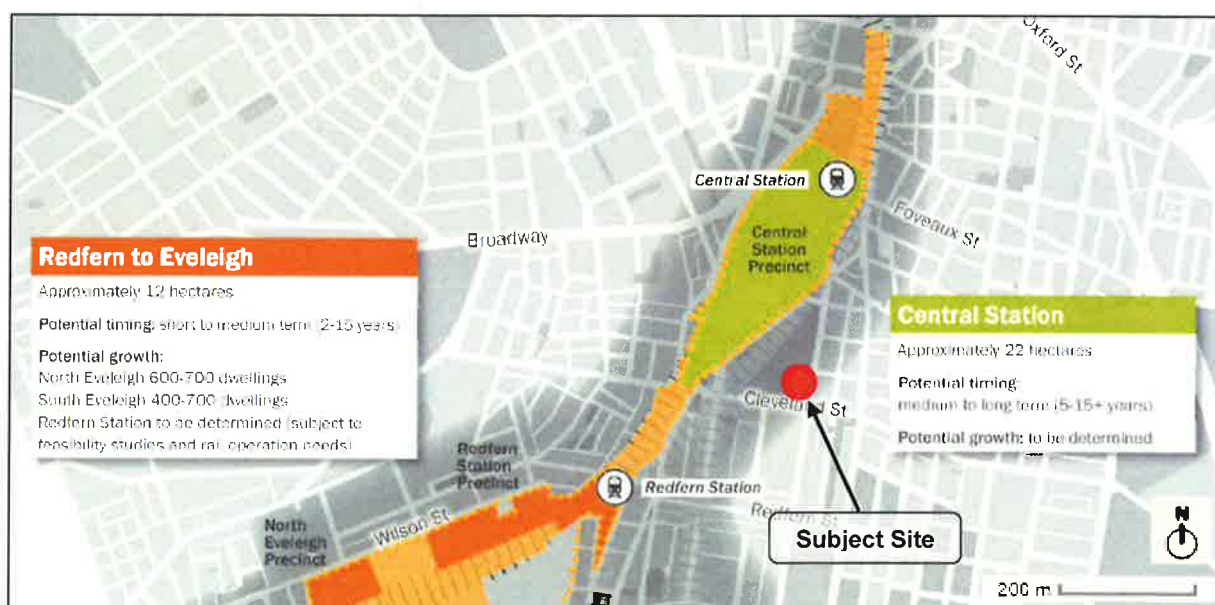 Oxford St
Central Station
Foveaux St
Broadway
Central
Station
Precinct
Redfern to Eveleigh
Approximately 12 hectares
Potential timing: short to medium term (2-15 years)
Potential growth:
North Eveleigh 600-700 dwellings
South Eveleigh 400-700 dwellings
Redfern Station to be determined (subject to
feasibility studies and rail operation needs)
Central Station
Approximately 22 hectares
Potential timing:
medium to long term (5-15+ years)
Potential growth: to be determined
Cleveland St
Redfern
Station
Precinct
Redfern Station
Redfern St
Wilson St
North
Eveleigh
Precinct
Subject Site
N
200 m